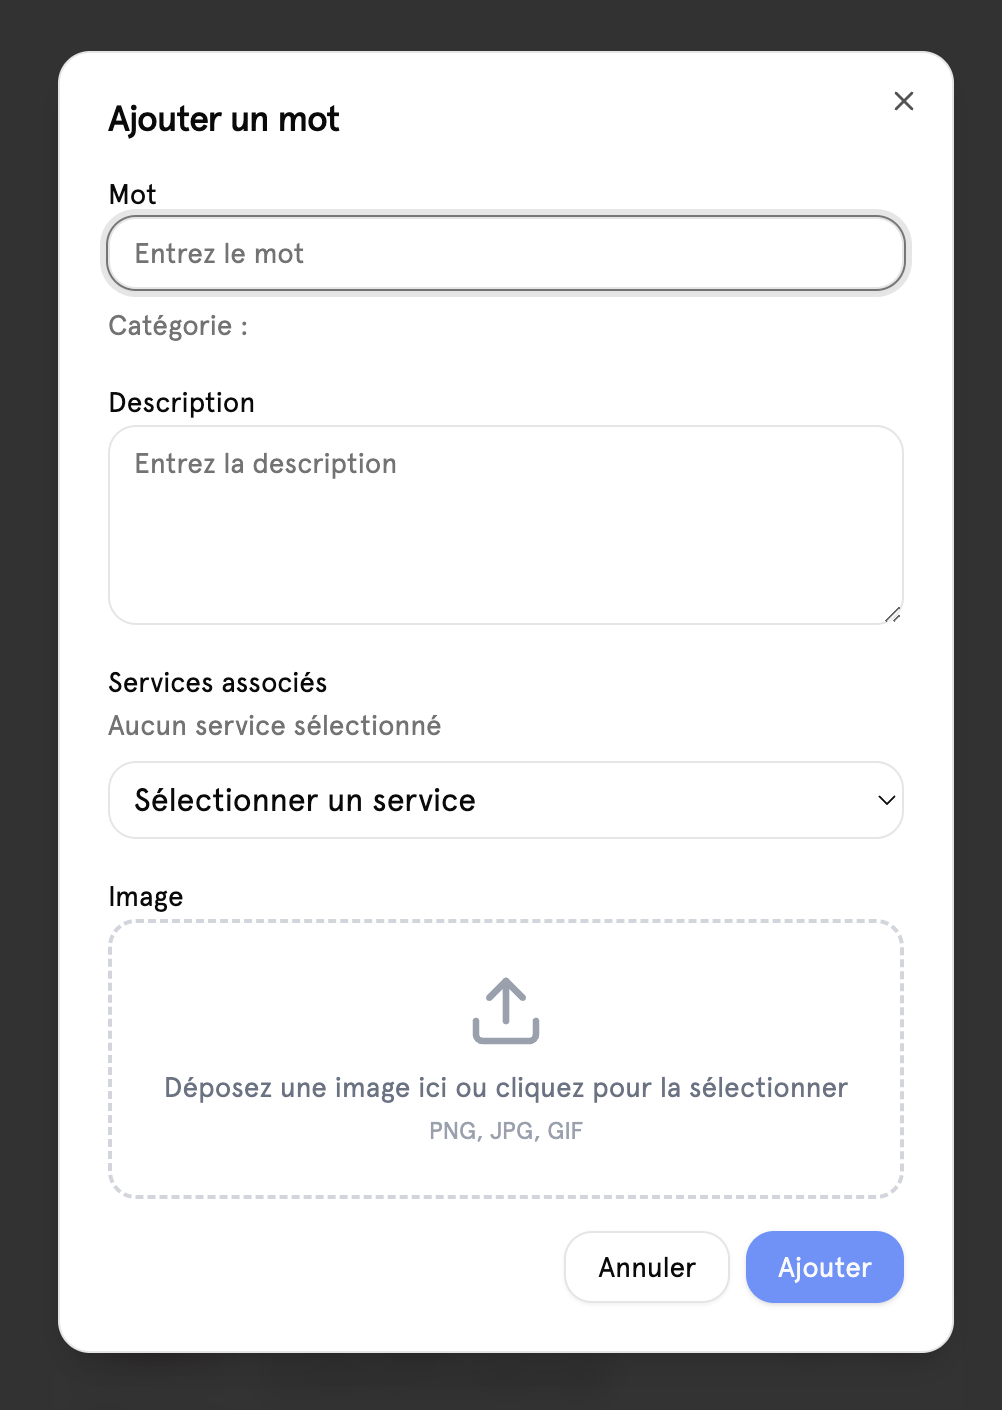 Ajouter un mot
Mot
Entrez le mot
Catégorie :
Description
Entrez la description
Services associés
Aucun service sélectionné
Sélectionner un service
Image
Déposez une image ici ou cliquez pour la sélectionner
PNG, JPG, GIF
Annuler
Ajouter